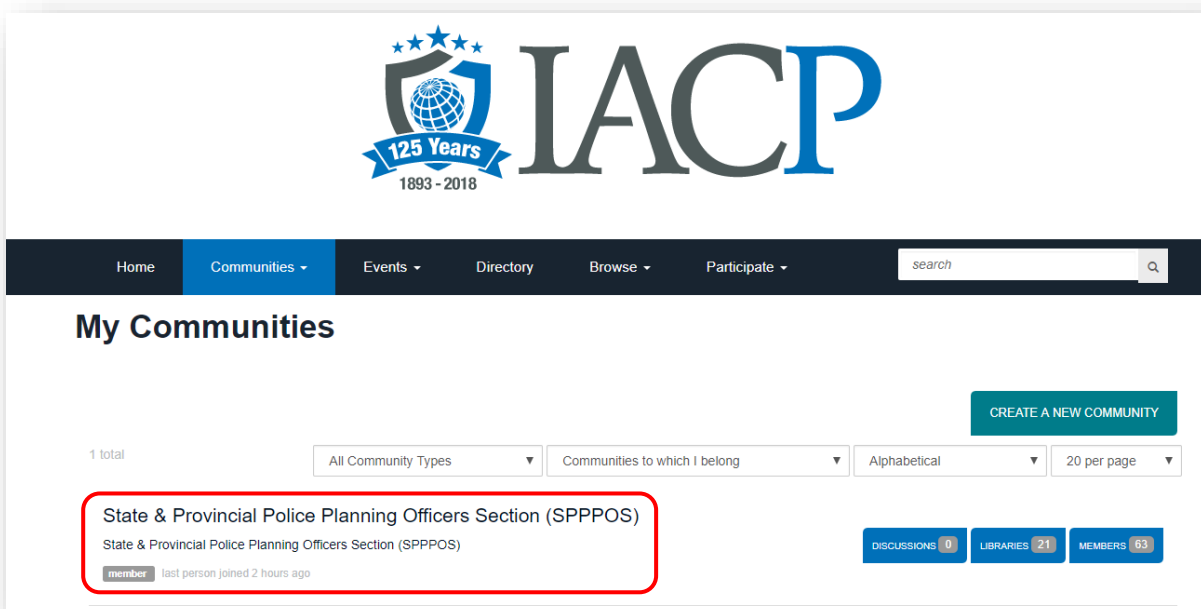 IACP
125 Years
1893 - 2018
Home Communities Events Directory Browse Participate search
My Communities
CREATE A NEW COMMUNITY
1 total All Community Types Communities to which I belong Alphabetical 20 per page
State & Provincial Police Planning Officers Section (SPPPOS)
State & Provincial Police Planning Officers Section (SPPPOS)
DISCUSSIONS 0 LIBRARIES 21 MEMBERS 63
member last person joined 2 hours ago